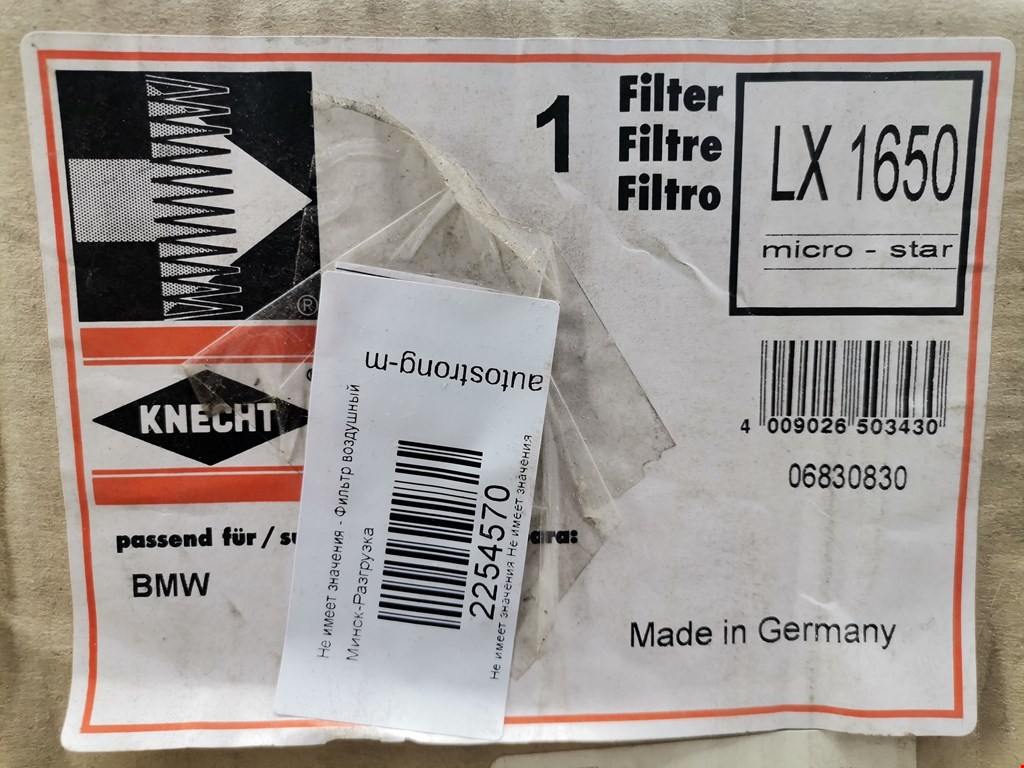 1
Filter
Filtre
Filtro
LX 1650
micro - star
®
KNECHT
4 009026 503430
06830830
passend für /
BMW
Made in Germany
autostrong-m
Не имеет значения - Фильтр воздушный
Минск-Разгрузка
2254570
Не имеет значения Не имеет значения